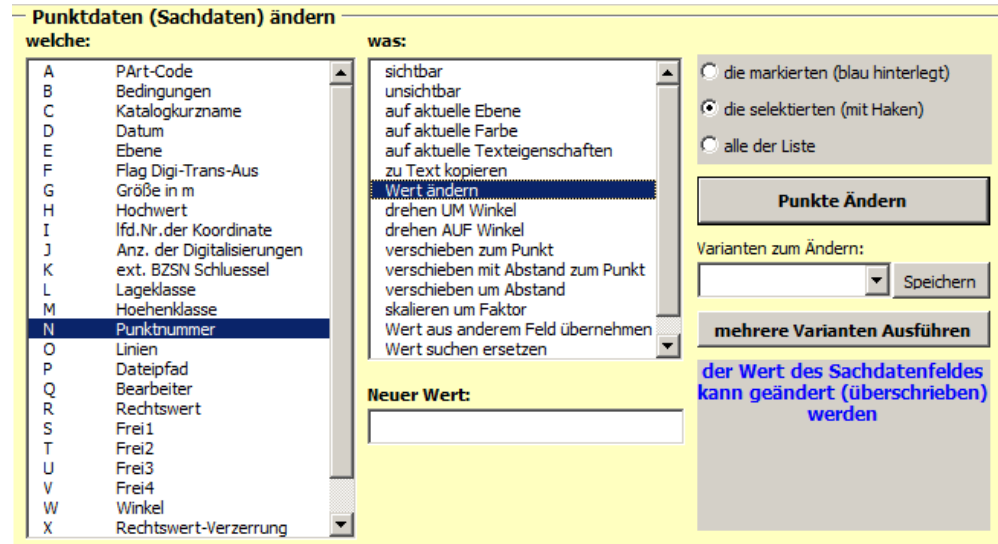 Punktdaten (Sachdaten) ändern
welche:
A PArt-Code
B Bedingungen
C Katalogkurzname
D Datum
E Ebene
F Flag Digi-Trans-Aus
G Größe in m
H Hochwert
I lfd.Nr.der Koordinate
J Anz. der Digitalisierungen
K ext. BZSN Schluessel
L Lageklasse
M Hoehenklasse
N Punktnummer
O Linien
P Dateipfad
Q Bearbeiter
R Rechtswert
S Frei1
T Frei2
U Frei3
V Frei4
W Winkel
X Rechtswert-Verzerrung
was:
sichtbar
unsichtbar
auf aktuelle Ebene
auf aktuelle Farbe
auf aktuelle Texteigenschaften
zu Text kopieren
Wert ändern
drehen UM Winkel
drehen AUF Winkel
verschieben zum Punkt
verschieben mit Abstand zum Punkt
verschieben um Abstand
skalieren um Faktor
Wert aus anderem Feld übernehmen
Wert suchen ersetzen
Neuer Wert:
die markierten (blau hinterlegt)
die selektierten (mit Haken)
alle der Liste
Punkte Ändern
Varianten zum Ändern:
Speichern
mehrere Varianten Ausführen
der Wert des Sachdatenfeldes
kann geändert (überschrieben)
werden